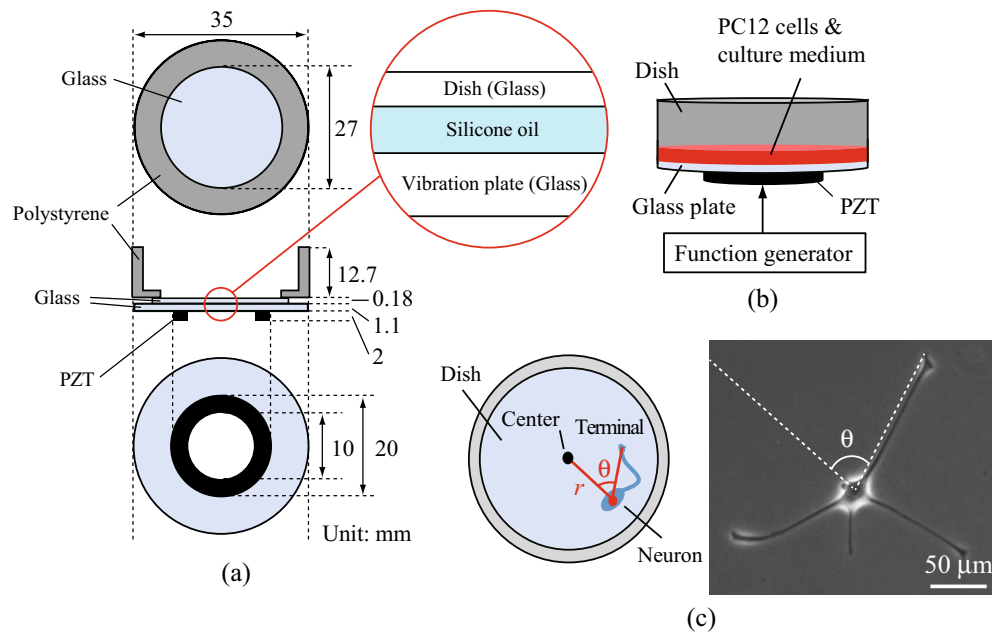 35
Glass
27
Polystyrene
12.7
Glass
0.18
1.1
2
PZT
10
20
Unit: mm
(a)
Dish (Glass)
Silicone oil
Vibration plate (Glass)
PC12 cells &
culture medium
Dish
Glass plate
PZT
Function generator
(b)
Dish
Center
Terminal
θ
r
Neuron
θ
50 μm
(c)